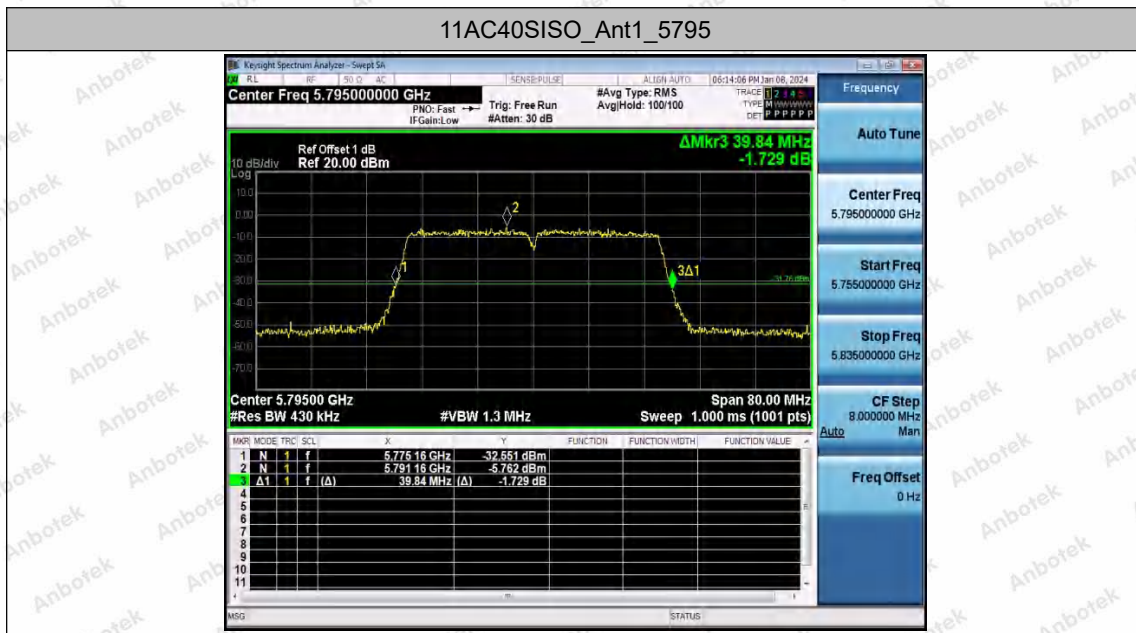 11AC40SISO_Ant1_5795
Keysight Spectrum Analyzer - Swept SA
RL RF 50 Ω AC SENSE:PULSE ALIGN AUTO 06:14:06 PM Jan 08, 2024
Center Freq 5.795000000 GHz
PNO: Fast
IFGain:Low
Trig: Free Run
#Atten: 30 dB
#Avg Type: RMS
Avg|Hold: 100/100
TRACE 1 2 3 4 5
TYPE M
DET P P P P P
Frequency
ΔMkr3 39.84 MHz
-1.729 dB
Ref Offset 1 dB
Ref 20.00 dBm
10 dB/div
Log
10.0
0.00
-10.0
-20.0
-30.0
-40.0
-50.0
-60.0
-70.0
1
2
3Δ1
-31.76 dBm
Center 5.79500 GHz
Span 80.00 MHz
#Res BW 430 kHz
#VBW 1.3 MHz
Sweep 1.000 ms (1001 pts)
MKR MODE TRC SCL X Y FUNCTION FUNCTION WIDTH FUNCTION VALUE
1 N 1 f 5.775 16 GHz -32.551 dBm
2 N 1 f 5.791 16 GHz -5.762 dBm
3 Δ1 1 f (Δ) 39.84 MHz (Δ) -1.729 dB
4
5
6
7
8
9
10
11
MSG
STATUS
Auto Tune
Center Freq
5.795000000 GHz
Start Freq
5.755000000 GHz
Stop Freq
5.835000000 GHz
CF Step
8.000000 MHz
Auto Man
Freq Offset
0 Hz
Anbotek